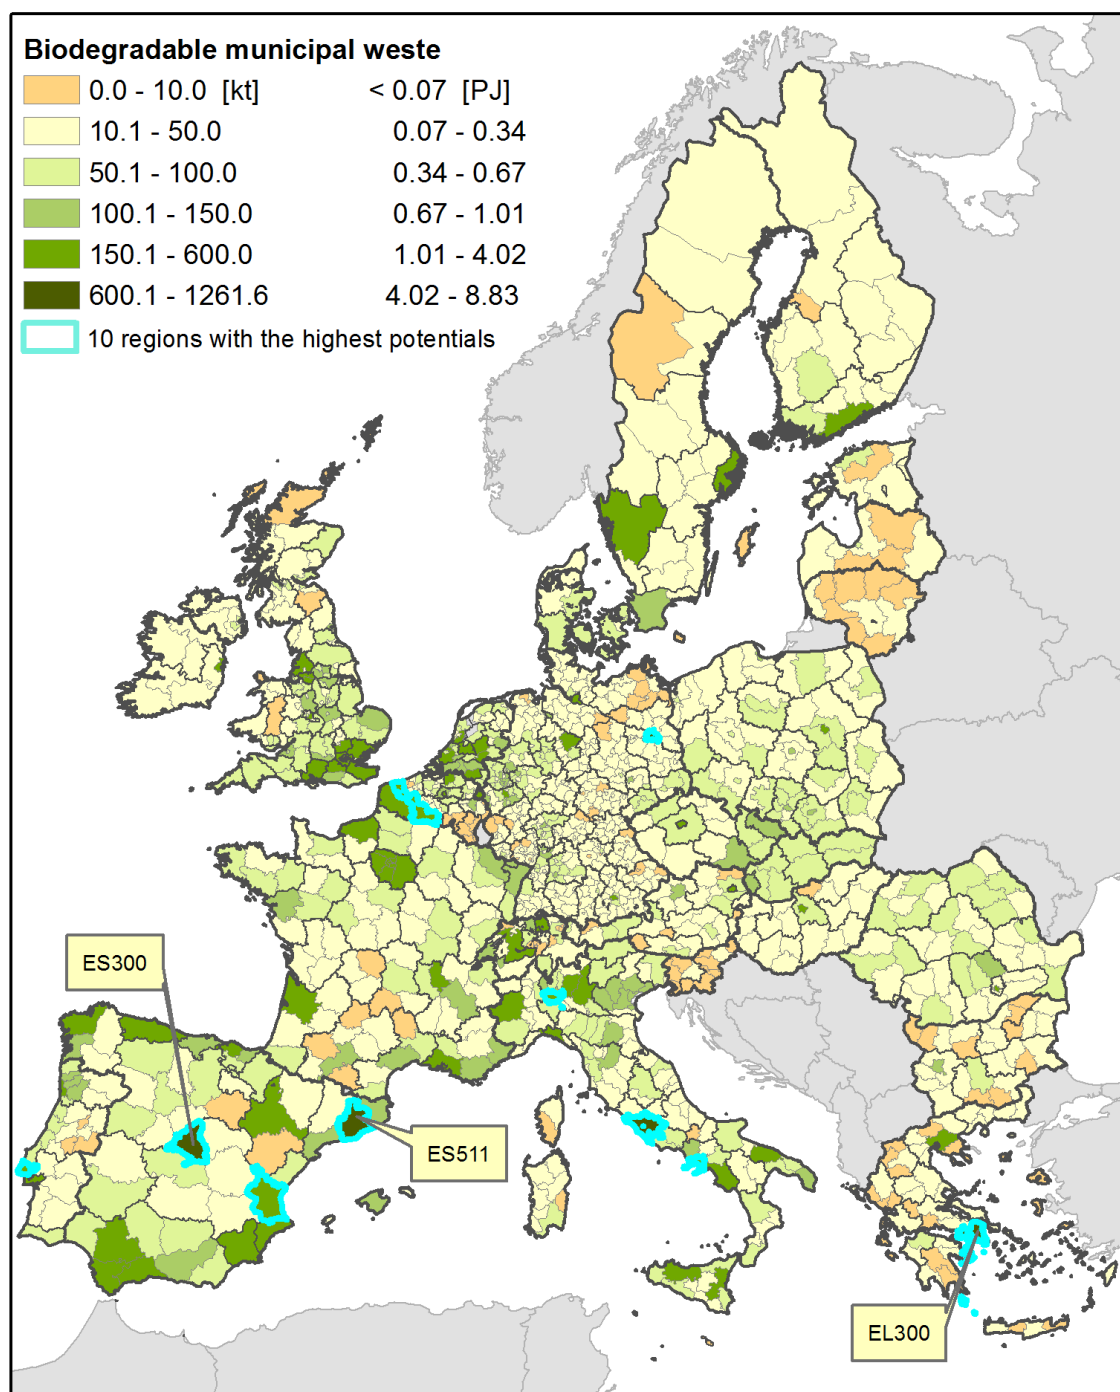 Biodegradable municipal weste
0.0 - 10.0 [kt] < 0.07 [PJ]
10.1 - 50.0 0.07 - 0.34
50.1 - 100.0 0.34 - 0.67
100.1 - 150.0 0.67 - 1.01
150.1 - 600.0 1.01 - 4.02
600.1 - 1261.6 4.02 - 8.83
10 regions with the highest potentials
ES300
ES511
EL300